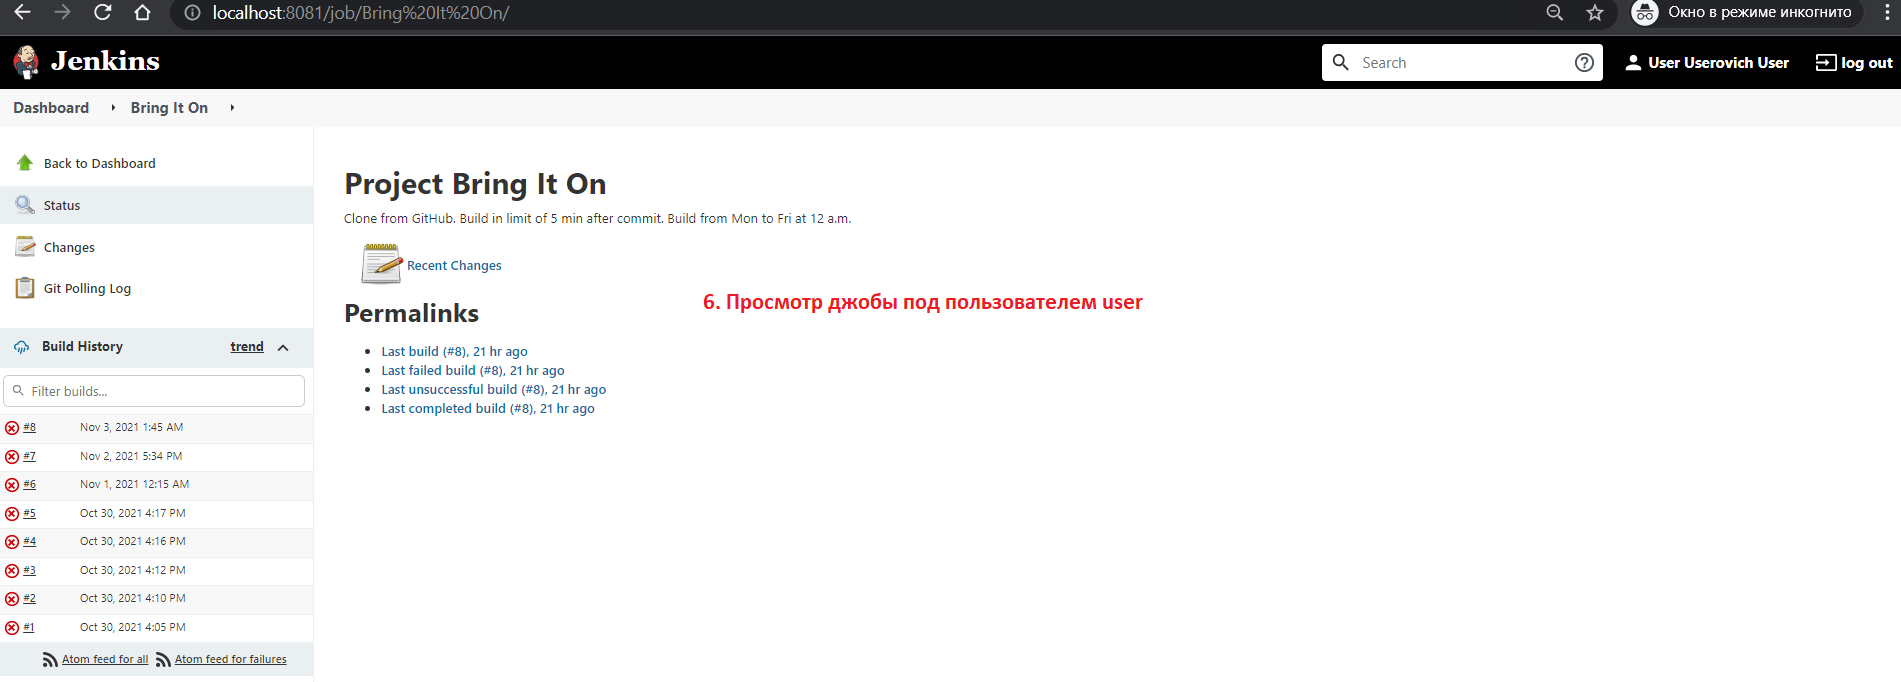 localhost:8081/job/Bring%20It%20On/
Окно в режиме инкогнито
Jenkins
Search
User Userovich User
log out
Dashboard
Bring It On
Back to Dashboard
Status
Changes
Git Polling Log
Build History
trend
Filter builds...
#8 Nov 3, 2021 1:45 AM
#7 Nov 2, 2021 5:34 PM
#6 Nov 1, 2021 12:15 AM
#5 Oct 30, 2021 4:17 PM
#4 Oct 30, 2021 4:16 PM
#3 Oct 30, 2021 4:12 PM
#2 Oct 30, 2021 4:10 PM
#1 Oct 30, 2021 4:05 PM
Atom feed for all Atom feed for failures
Project Bring It On
Clone from GitHub. Build in limit of 5 min after commit. Build from Mon to Fri at 12 a.m.
Recent Changes
6. Просмотр джобы под пользователем user
Permalinks
Last build (#8), 21 hr ago
Last failed build (#8), 21 hr ago
Last unsuccessful build (#8), 21 hr ago
Last completed build (#8), 21 hr ago